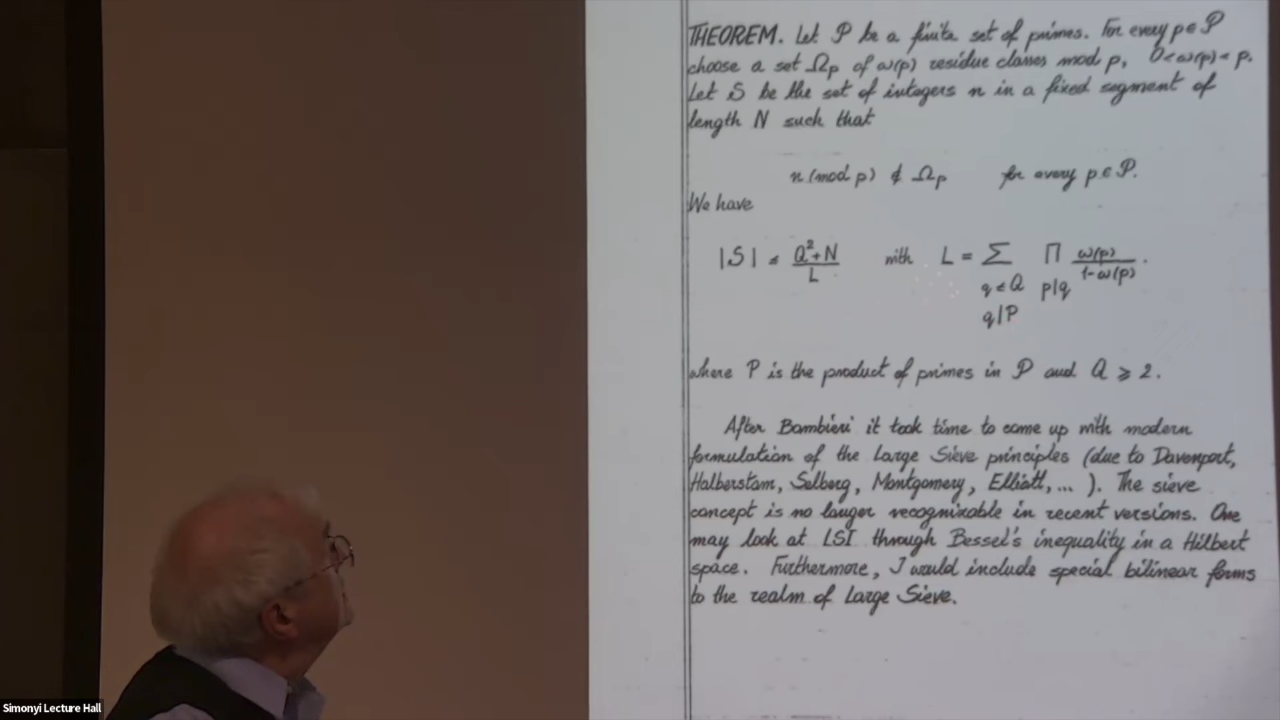 THEOREM. Let P be a finite set of primes. For every p ∈ P
choose a set Ωp of ω(p) residue classes mod p, 0 < ω(p) < p.
Let S be the set of integers n in a fixed segment of
length N such that
n (mod p) ∉ Ωp for every p ∈ P.
We have
|S| ≤ (Q²+N)/L with L = Σ Π ω(p)/(1-ω(p)).
q ≤ Q p|q
q|P
where P is the product of primes in P and Q ⩾ 2.
After Bombieri it took time to come up with modern
formulation of the Large Sieve principles (due to Davenport,
Halberstam, Selberg, Montgomery, Elliott, ... ). The sieve
concept is no longer recognizable in recent versions. One
may look at LSI through Bessel's inequality in a Hilbert
space. Furthermore, I would include special bilinear forms
to the realm of Large Sieve.
Simonyi Lecture Hall